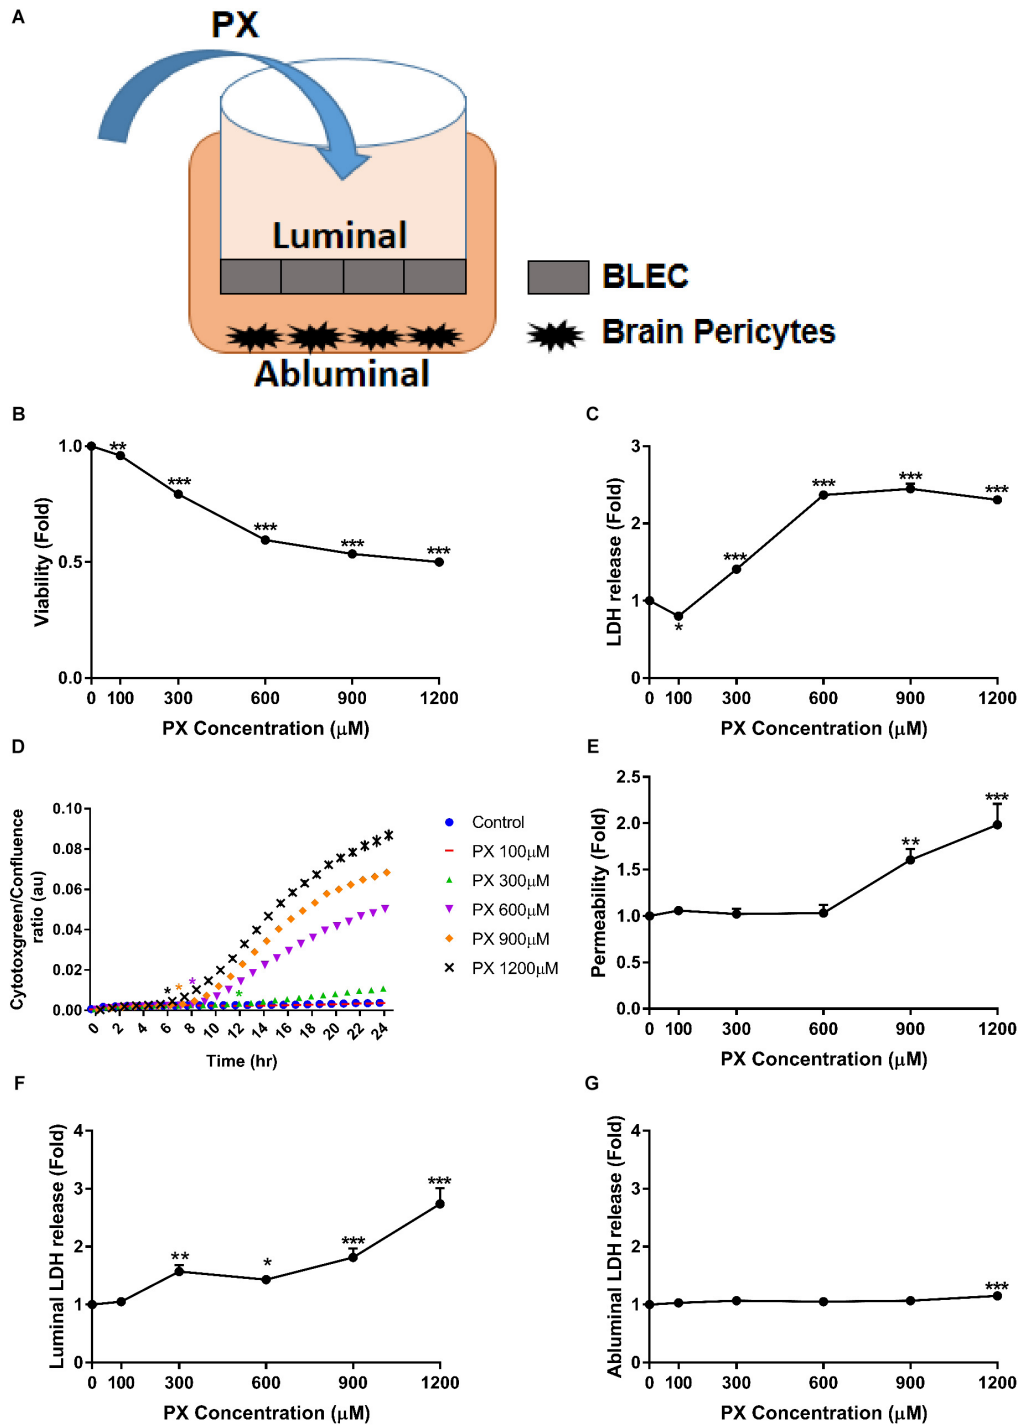 A
PX
Luminal
BLEC
Brain Pericytes
Abluminal
B
Viability (Fold)
1.0
0.5
0.0
** *** *** *** ***
0 100 300 600 900 1200
PX Concentration (μM)
C
LDH release (Fold)
3
2
1
0
* *** *** *** ***
0 100 300 600 900 1200
PX Concentration (μM)
D
Cytotoxgreen/Confluence
ratio (au)
0.10
0.08
0.06
0.04
0.02
0.00
* * * *
0 2 4 6 8 10 12 14 16 18 20 22 24
Time (hr)
Control
PX 100μM
PX 300μM
PX 600μM
PX 900μM
PX 1200μM
E
Permeability (Fold)
2.5
2.0
1.5
1.0
0.5
0.0
** ***
0 100 300 600 900 1200
PX Concentration (μM)
F
Luminal LDH release (Fold)
4
3
2
1
0
** * *** ***
0 100 300 600 900 1200
PX Concentration (μM)
G
Abluminal LDH release (Fold)
4
3
2
1
0
***
0 100 300 600 900 1200
PX Concentration (μM)